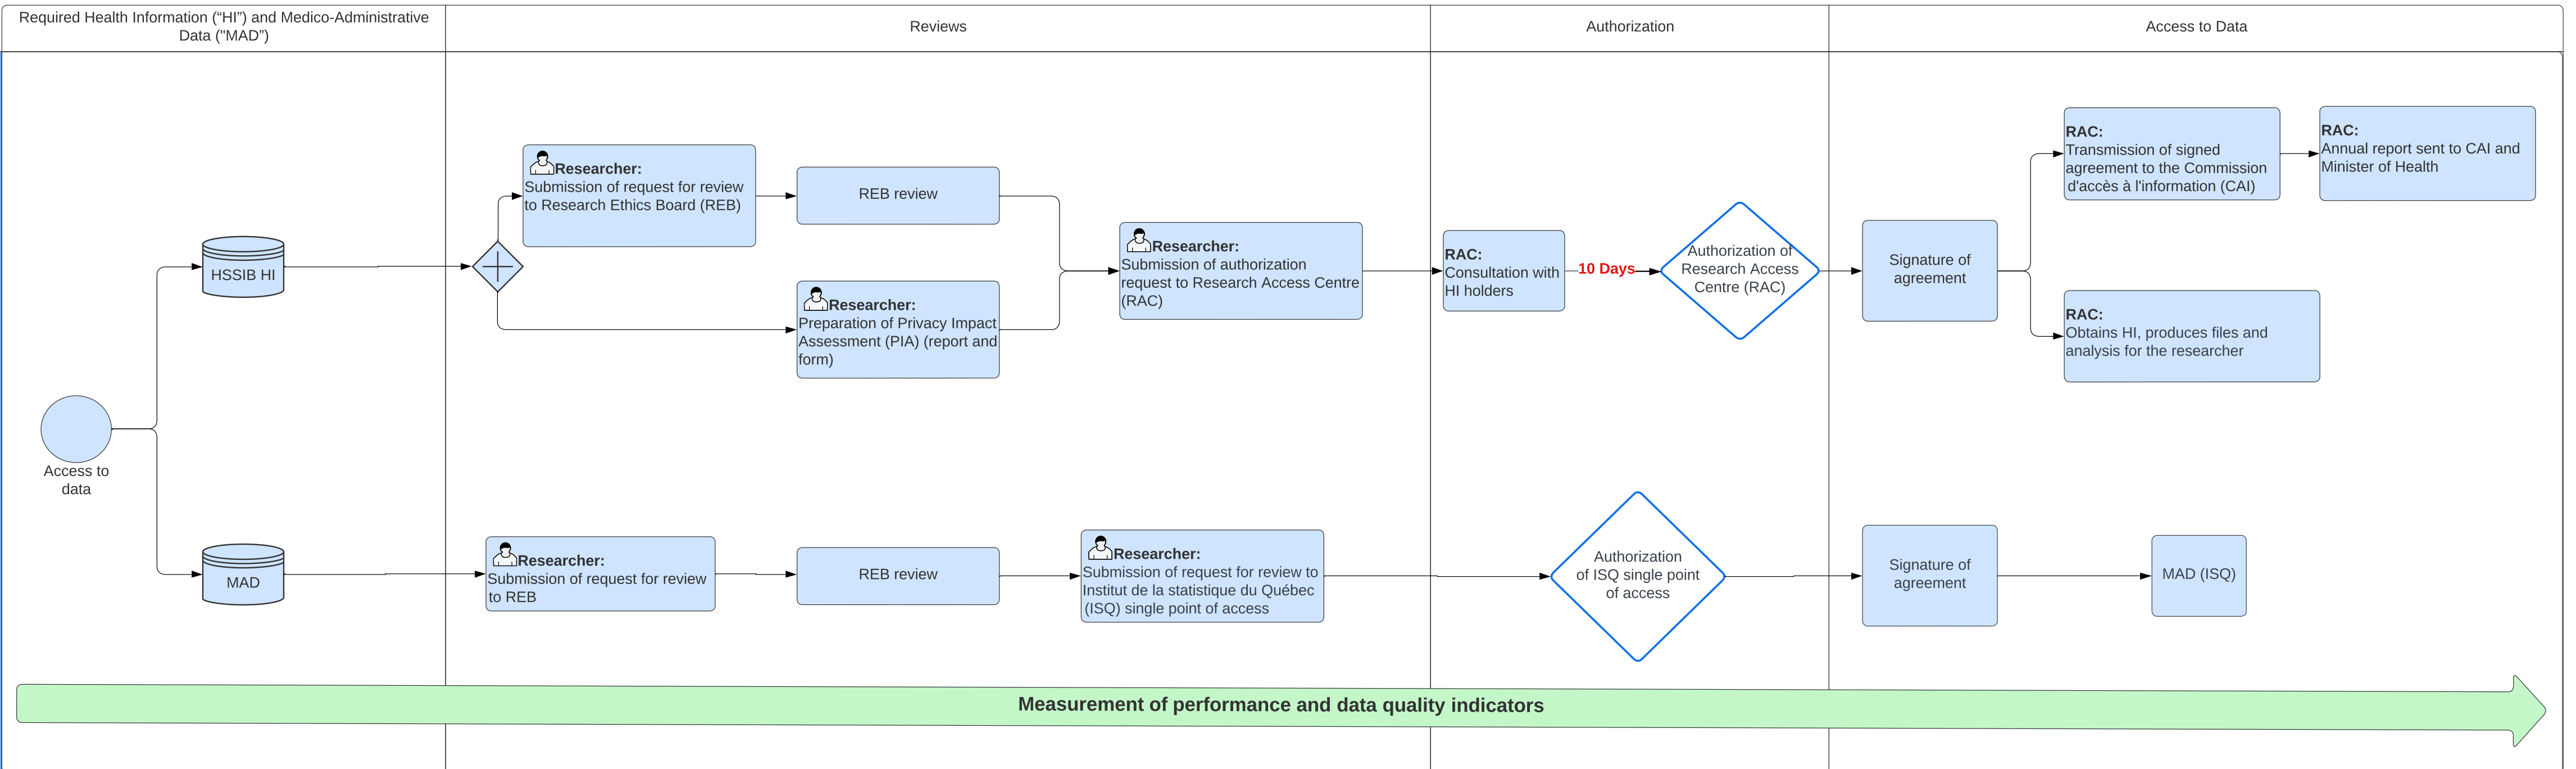 Required Health Information (“HI”) and Medico-Administrative
Data ("MAD”)
Reviews
Authorization
Access to Data
Access to
data
HSSIB HI
Researcher:
Submission of request for review
to Research Ethics Board (REB)
REB review
Researcher:
Preparation of Privacy Impact
Assessment (PIA) (report and
form)
Researcher:
Submission of authorization
request to Research Access Centre
(RAC)
RAC:
Consultation with
HI holders
10 Days
Authorization of
Research Access
Centre (RAC)
Signature of
agreement
RAC:
Transmission of signed
agreement to the Commission
d'accès à l'information (CAI)
RAC:
Annual report sent to CAI and
Minister of Health
RAC:
Obtains HI, produces files and
analysis for the researcher
MAD
Researcher:
Submission of request for review
to REB
REB review
Researcher:
Submission of request for review to
Institut de la statistique du Québec
(ISQ) single point of access
Authorization
of ISQ single point
of access
Signature of
agreement
MAD (ISQ)
Measurement of performance and data quality indicators